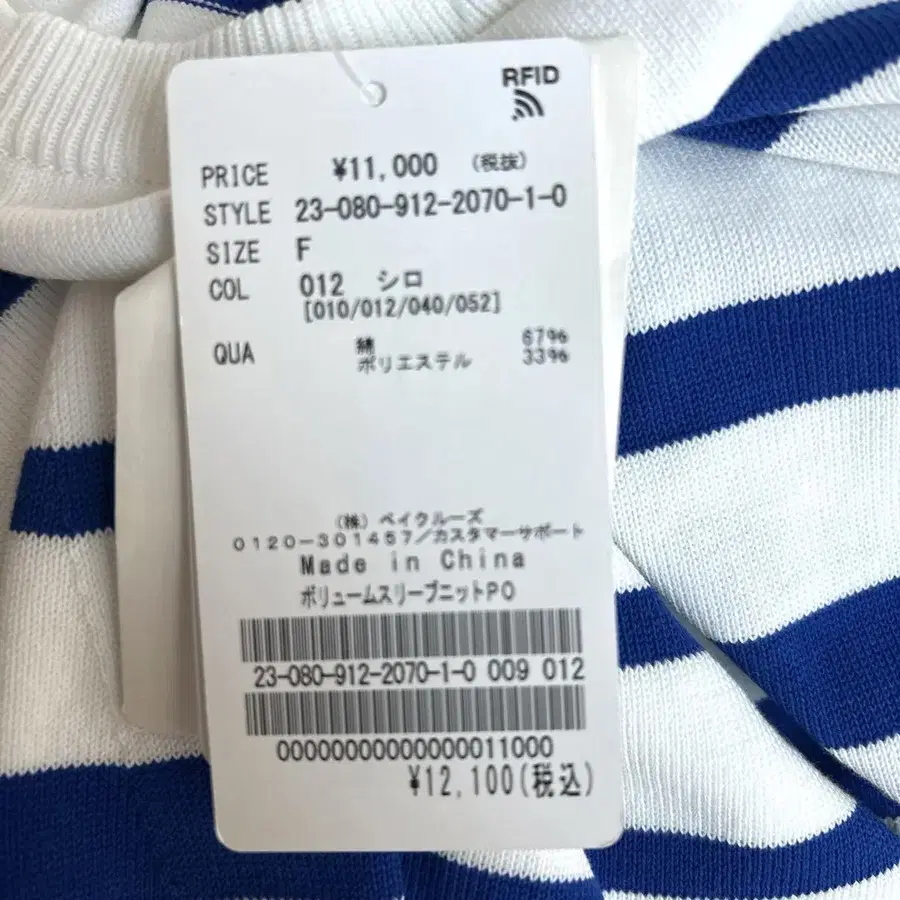 RFID
PRICE ¥11,000 (税抜)
STYLE 23-080-912-2070-1-0
SIZE F
COL 012 シロ
[010/012/040/052]
QUA 綿 67%
ポリエステル 33%
(株) ベイクルーズ
0120-301457/カスタマーサポート
Made in China
ボリュームスリーブニットPO
23-080-912-2070-1-0 009 012
00000000000000011000
¥12,100(税込)